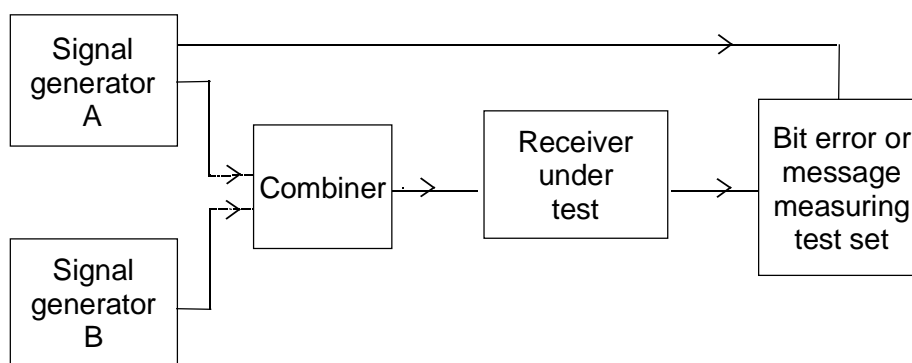 Signal
generator
A
Combiner
Receiver
under
test
Bit error or
message
measuring
test set
Signal
generator
B